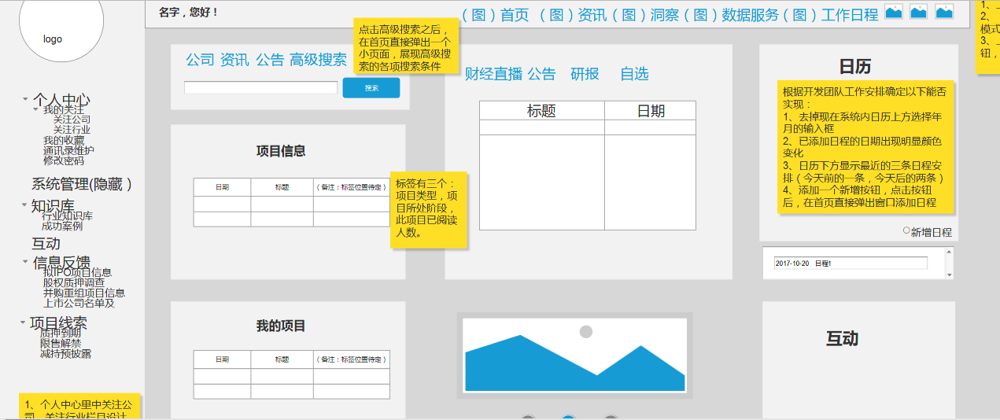 名字，您好！
（图）首页 （图）资讯（图）洞察（图）数据服务（图）工作日程
logo
个人中心
我的关注
关注公司
关注行业
我的收藏
通讯录维护
修改密码
系统管理(隐藏 )
知识库
行业知识库
成功案例
互动
信息反馈
拟IPO项目信息
股权质押调查
并购重组项目信息
上市公司名单及
项目线索
质押到期
限售解禁
减持预披露
1、个人中心里中关注公
司、关注行业栏目设计
公司 资讯 公告 高级搜索
搜索
点击高级搜索之后，
在首页直接弹出一个
小页面，展现高级搜
索的各项搜索条件
项目信息
日期 标题 （备注：标签位置待定）
标签有三个：
项目类型，项
目所处阶段，
此项目已阅读
人数。
我的项目
日期 标题 （备注：标签位置待定）
财经直播 公告 研报 自选
标题 日期
日历
根据开发团队工作安排确定以下能否
实现：
1、去掉现在系统内日历上方选择年
月的输入框
2、已添加日程的日期出现明显颜色
变化
3、日历下方显示最近的三条日程安
排（今天前的一条，今天后的两条）
4、添加一个新增按钮，点击按钮
后，在首页直接弹出窗口添加日程
新增日程
2017-10-20 日程1
互动
1、
2、
模式
3、
钮，